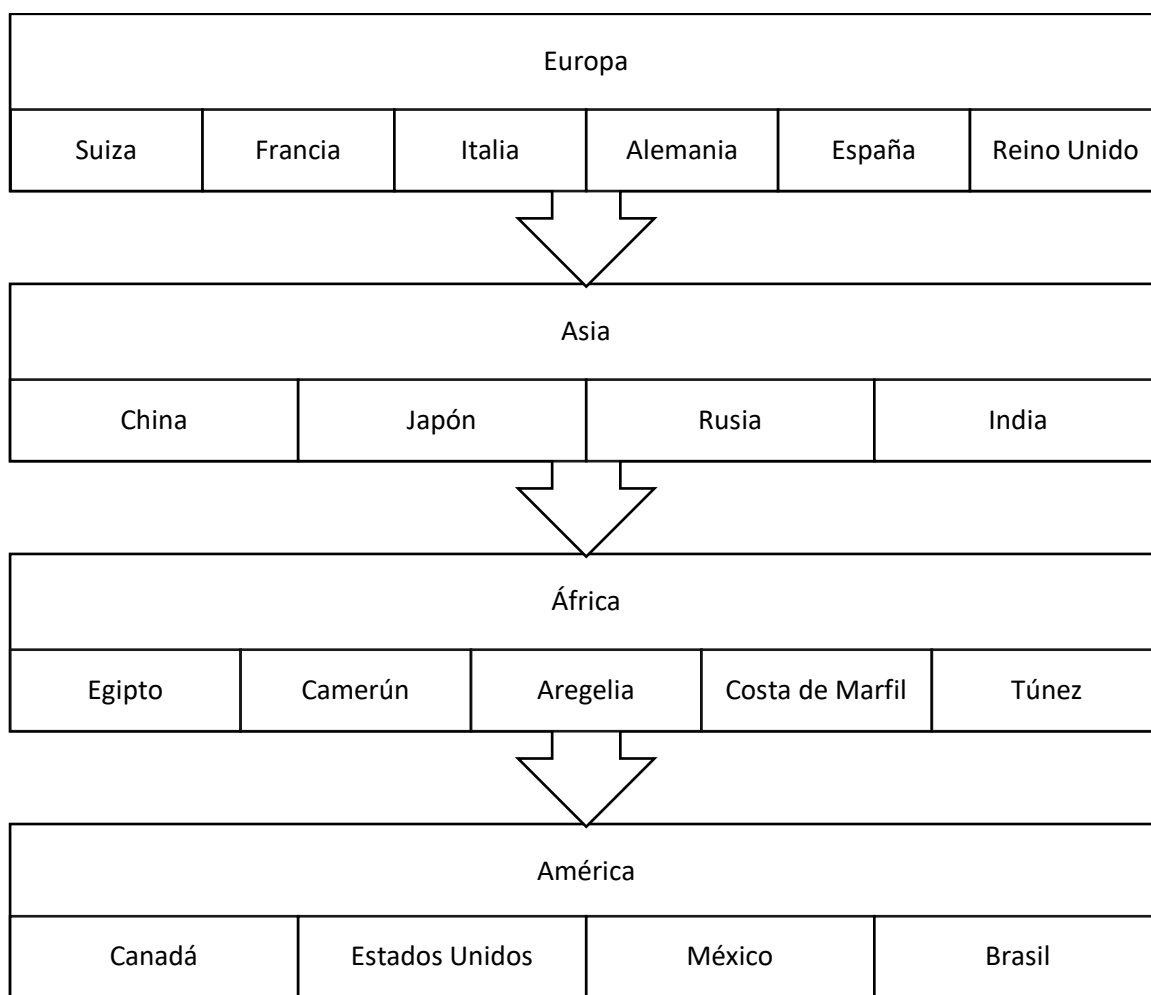 Europa
Suiza Francia Italia Alemania España Reino Unido
Asia
China Japón Rusia India
África
Egipto Camerún Aregelia Costa de Marfil Túnez
América
Canadá Estados Unidos México Brasil